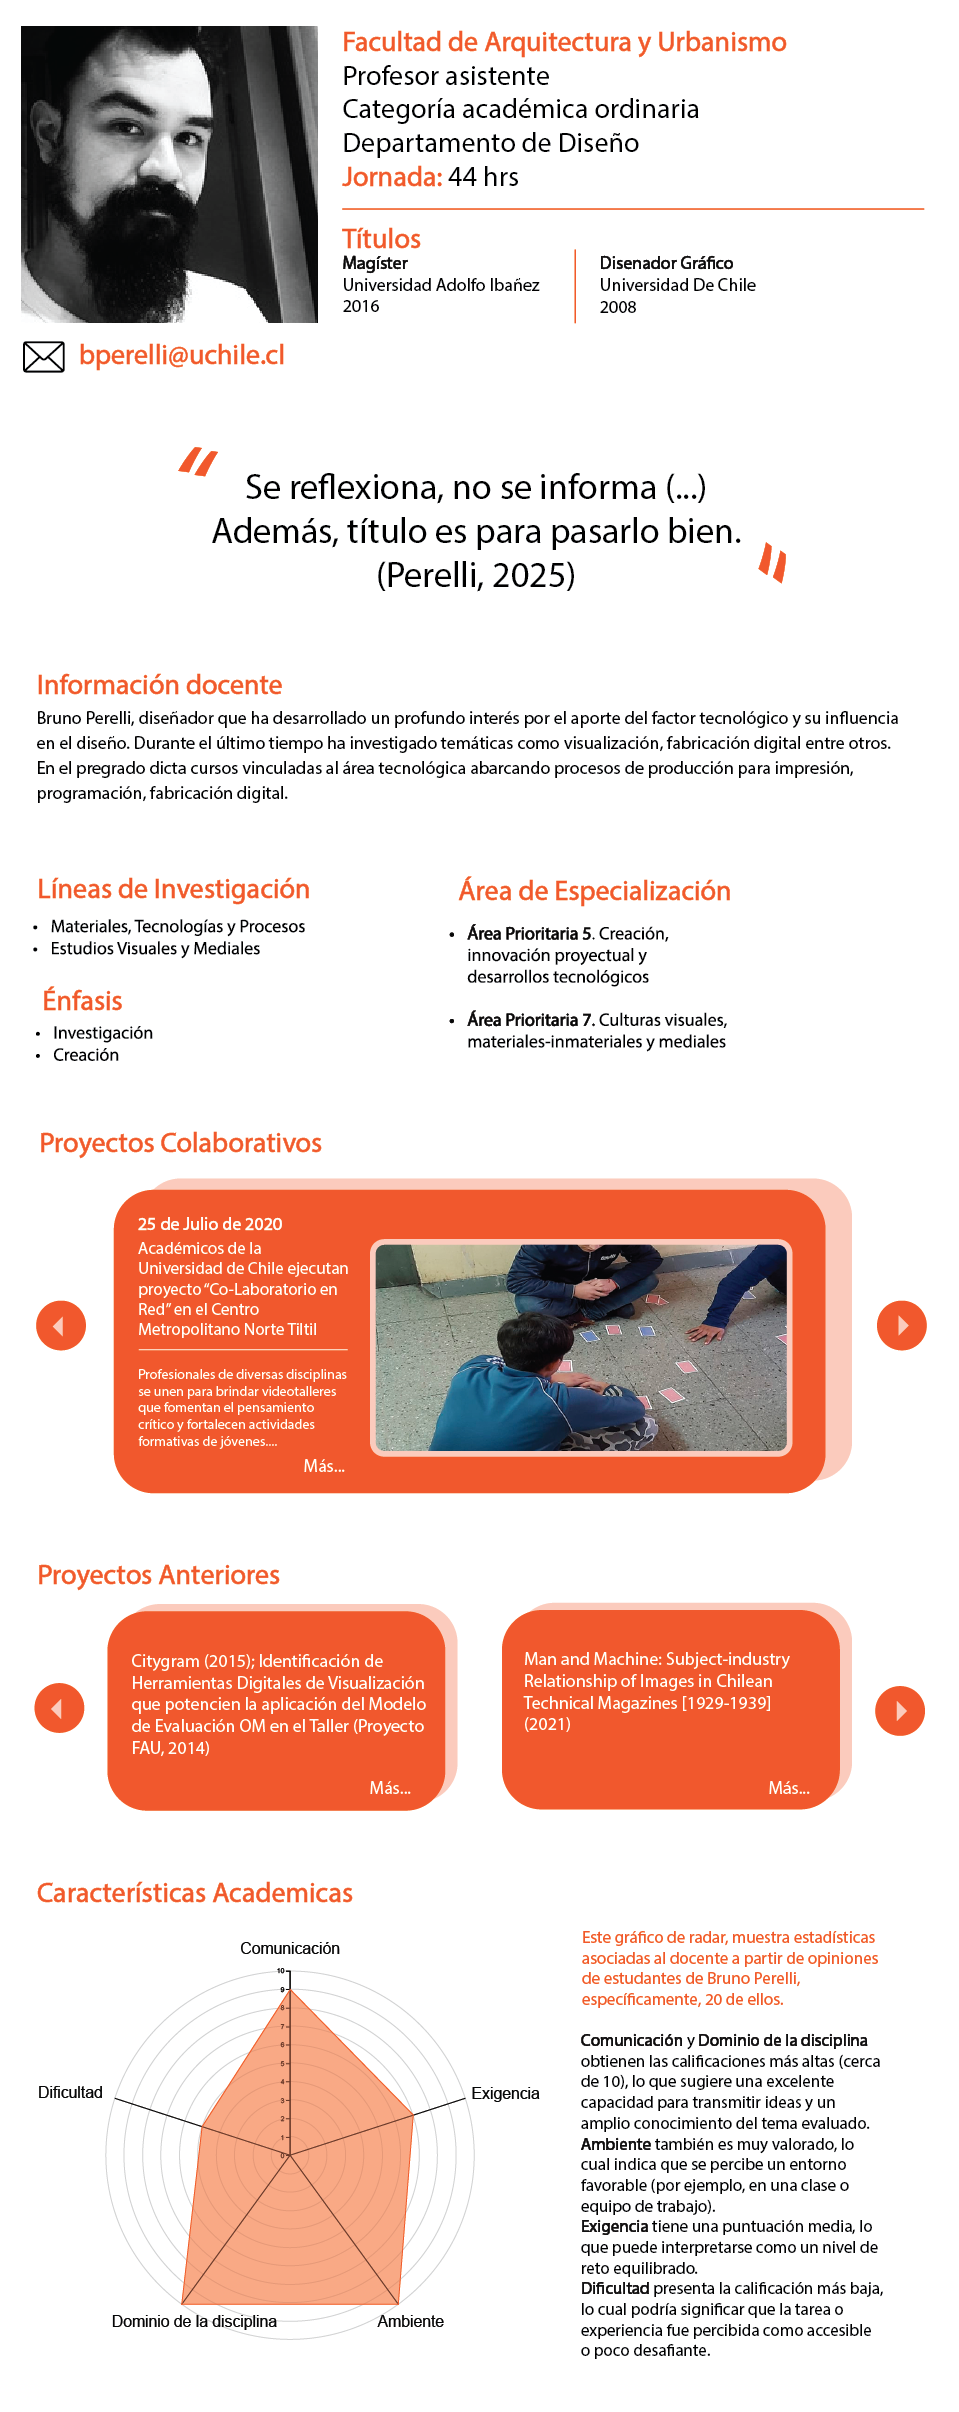 Facultad de Arquitectura y Urbanismo
Profesor asistente
Categoría académica ordinaria
Departamento de Diseño
Jornada: 44 hrs
Títulos
Magíster
Universidad Adolfo Ibañez
2016
Disenador Gráfico
Universidad De Chile
2008
bperelli@uchile.cl
“
Se reflexiona, no se informa (...)
Además, título es para pasarlo bien.
(Perelli, 2025)
”
Información docente
Bruno Perelli, diseñador que ha desarrollado un profundo interés por el aporte del factor tecnológico y su influencia
en el diseño. Durante el último tiempo ha investigado temáticas como visualización, fabricación digital entre otros.
En el pregrado dicta cursos vinculadas al área tecnológica abarcando procesos de producción para impresión,
programación, fabricación digital.
Líneas de Investigación
• Materiales, Tecnologías y Procesos
• Estudios Visuales y Mediales
Énfasis
• Investigación
• Creación
Área de Especialización
• Área Prioritaria 5. Creación,
innovación proyectual y
desarrollos tecnológicos
• Área Prioritaria 7. Culturas visuales,
materiales-inmateriales y mediales
Proyectos Colaborativos
25 de Julio de 2020
Académicos de la
Universidad de Chile ejecutan
proyecto “Co-Laboratorio en
Red” en el Centro
Metropolitano Norte Tiltil
Profesionales de diversas disciplinas
se unen para brindar videotalleres
que fomentan el pensamiento
crítico y fortalecen actividades
formativas de jóvenes....
Más...
Proyectos Anteriores
Citygram (2015); Identificación de
Herramientas Digitales de Visualización
que potencien la aplicación del Modelo
de Evaluación OM en el Taller (Proyecto
FAU, 2014)
Más...
Man and Machine: Subject-industry
Relationship of Images in Chilean
Technical Magazines [1929-1939]
(2021)
Más...
Características Academicas
Comunicación
10
9
8
7
6
5
4
3
2
1
0
Dificultad
Exigencia
Dominio de la disciplina
Ambiente
Este gráfico de radar, muestra estadísticas
asociadas al docente a partir de opiniones
de estudantes de Bruno Perelli,
específicamente, 20 de ellos.
Comunicación y Dominio de la disciplina
obtienen las calificaciones más altas (cerca
de 10), lo que sugiere una excelente
capacidad para transmitir ideas y un
amplio conocimiento del tema evaluado.
Ambiente también es muy valorado, lo
cual indica que se percibe un entorno
favorable (por ejemplo, en una clase o
equipo de trabajo).
Exigencia tiene una puntuación media, lo
que puede interpretarse como un nivel de
reto equilibrado.
Dificultad presenta la calificación más baja,
lo cual podría significar que la tarea o
experiencia fue percibida como accesible
o poco desafiante.